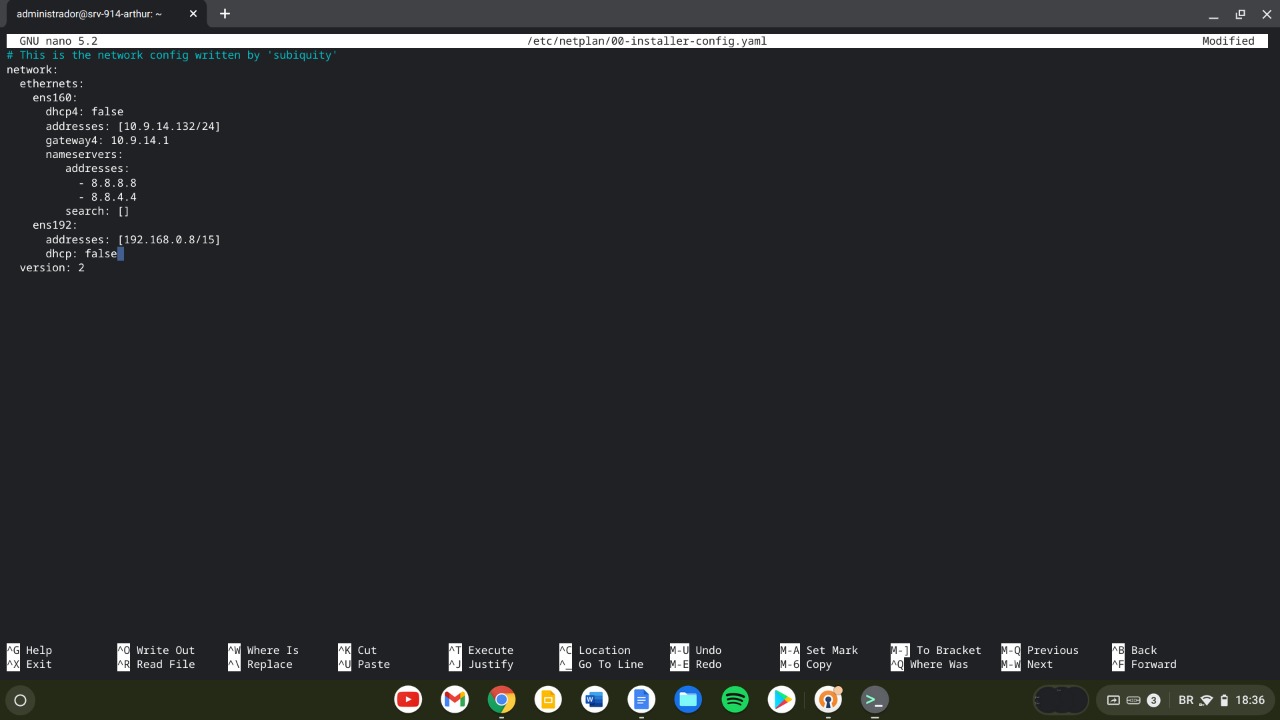 administrador@srv-914-arthur: ~
GNU nano 5.2 /etc/netplan/00-installer-config.yaml Modified
# This is the network config written by 'subiquity'
network:
  ethernets:
    ens160:
      dhcp4: false
      addresses: [10.9.14.132/24]
      gateway4: 10.9.14.1
      nameservers:
         addresses:
           - 8.8.8.8
           - 8.8.4.4
         search: []
    ens192:
      addresses: [192.168.0.8/15]
      dhcp: false
  version: 2
^G Help ^O Write Out ^W Where Is ^K Cut ^T Execute ^C Location M-U Undo M-A Set Mark M-] To Bracket M-Q Previous ^B Back
^X Exit ^R Read File ^\ Replace ^U Paste ^J Justify ^_ Go To Line M-E Redo M-6 Copy ^Q Where Was M-W Next ^F Forward
3 BR 18:36